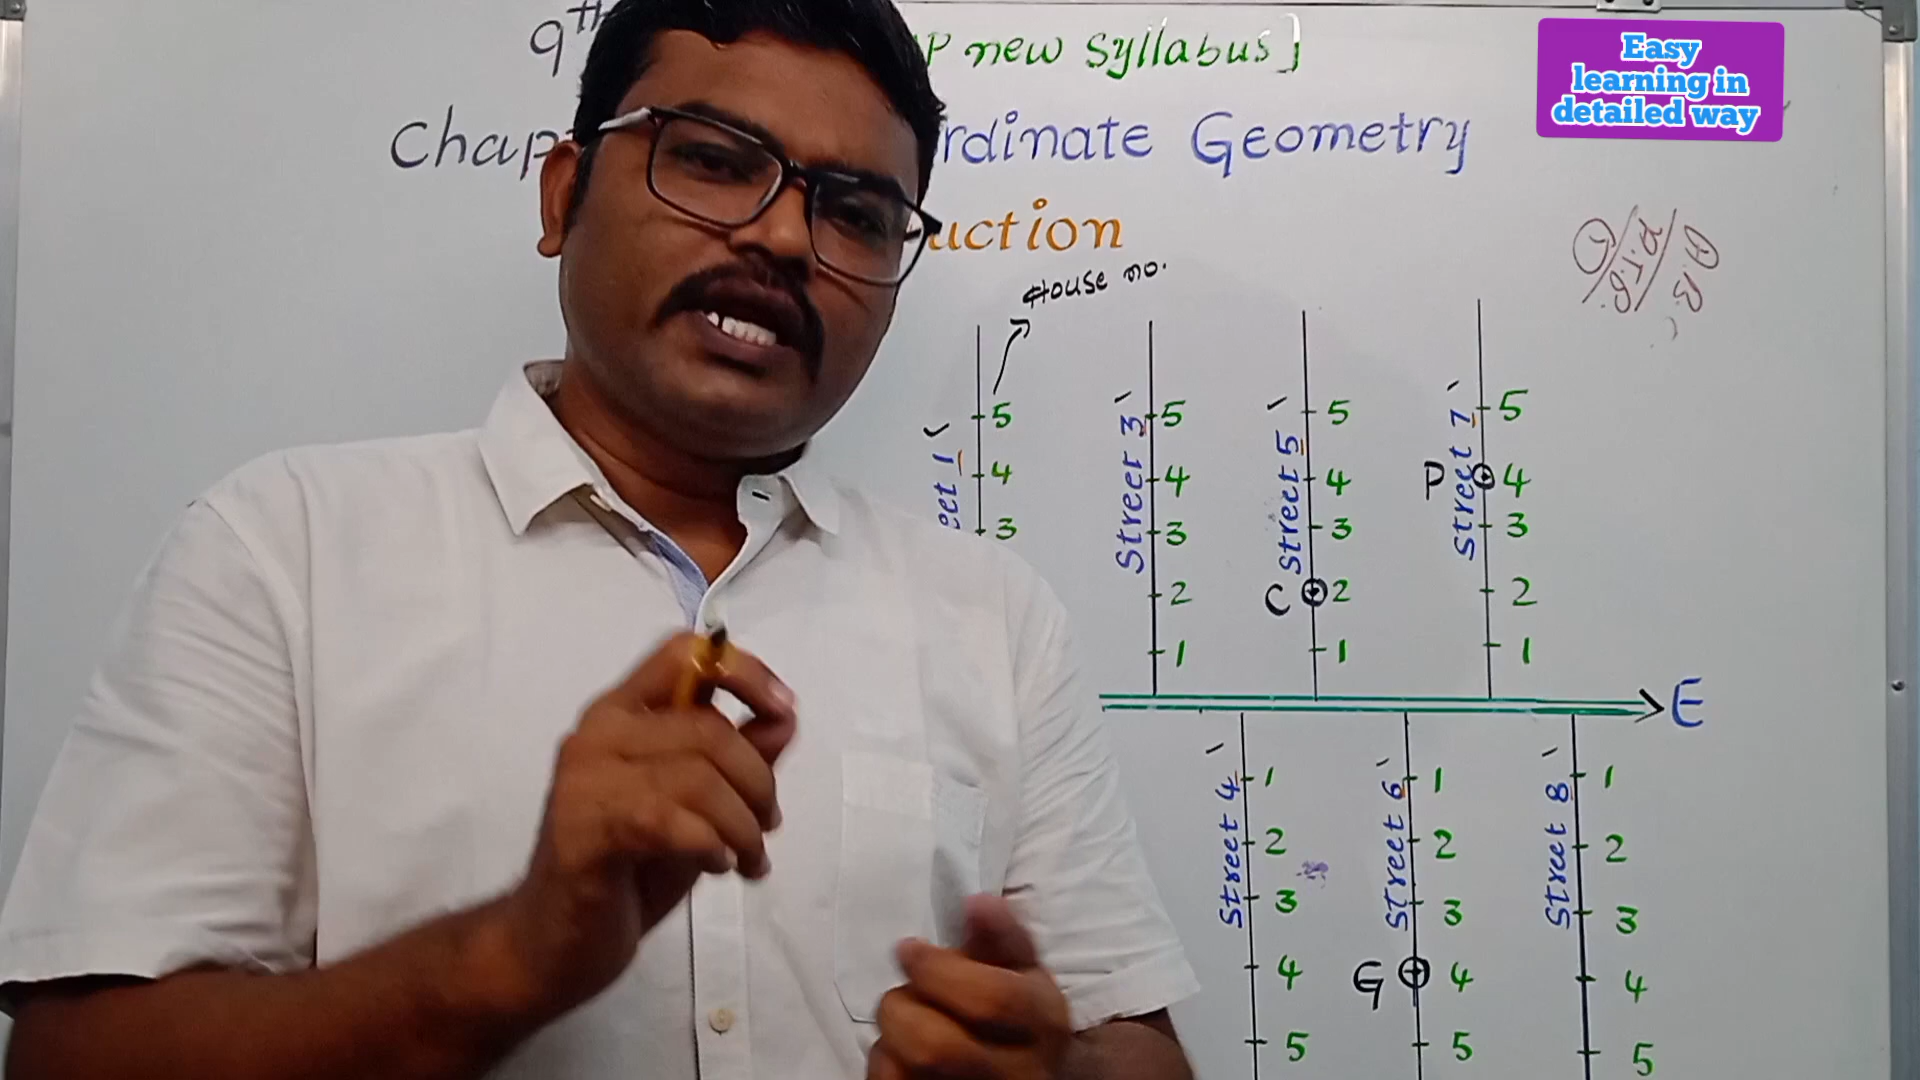 9th P new Syllabus]
Easy
learning in
detailed way
Chap rdinate Geometry
uction
House no.
eet 1
5
4
3
Street 3
5
4
3
2
1
Street 5
5
4
3
C 2
1
Street 7
5
P 4
3
2
1
E
Street 4
1
2
3
4
5
Street 6
1
2
3
G 4
5
Street 8
1
2
3
4
5